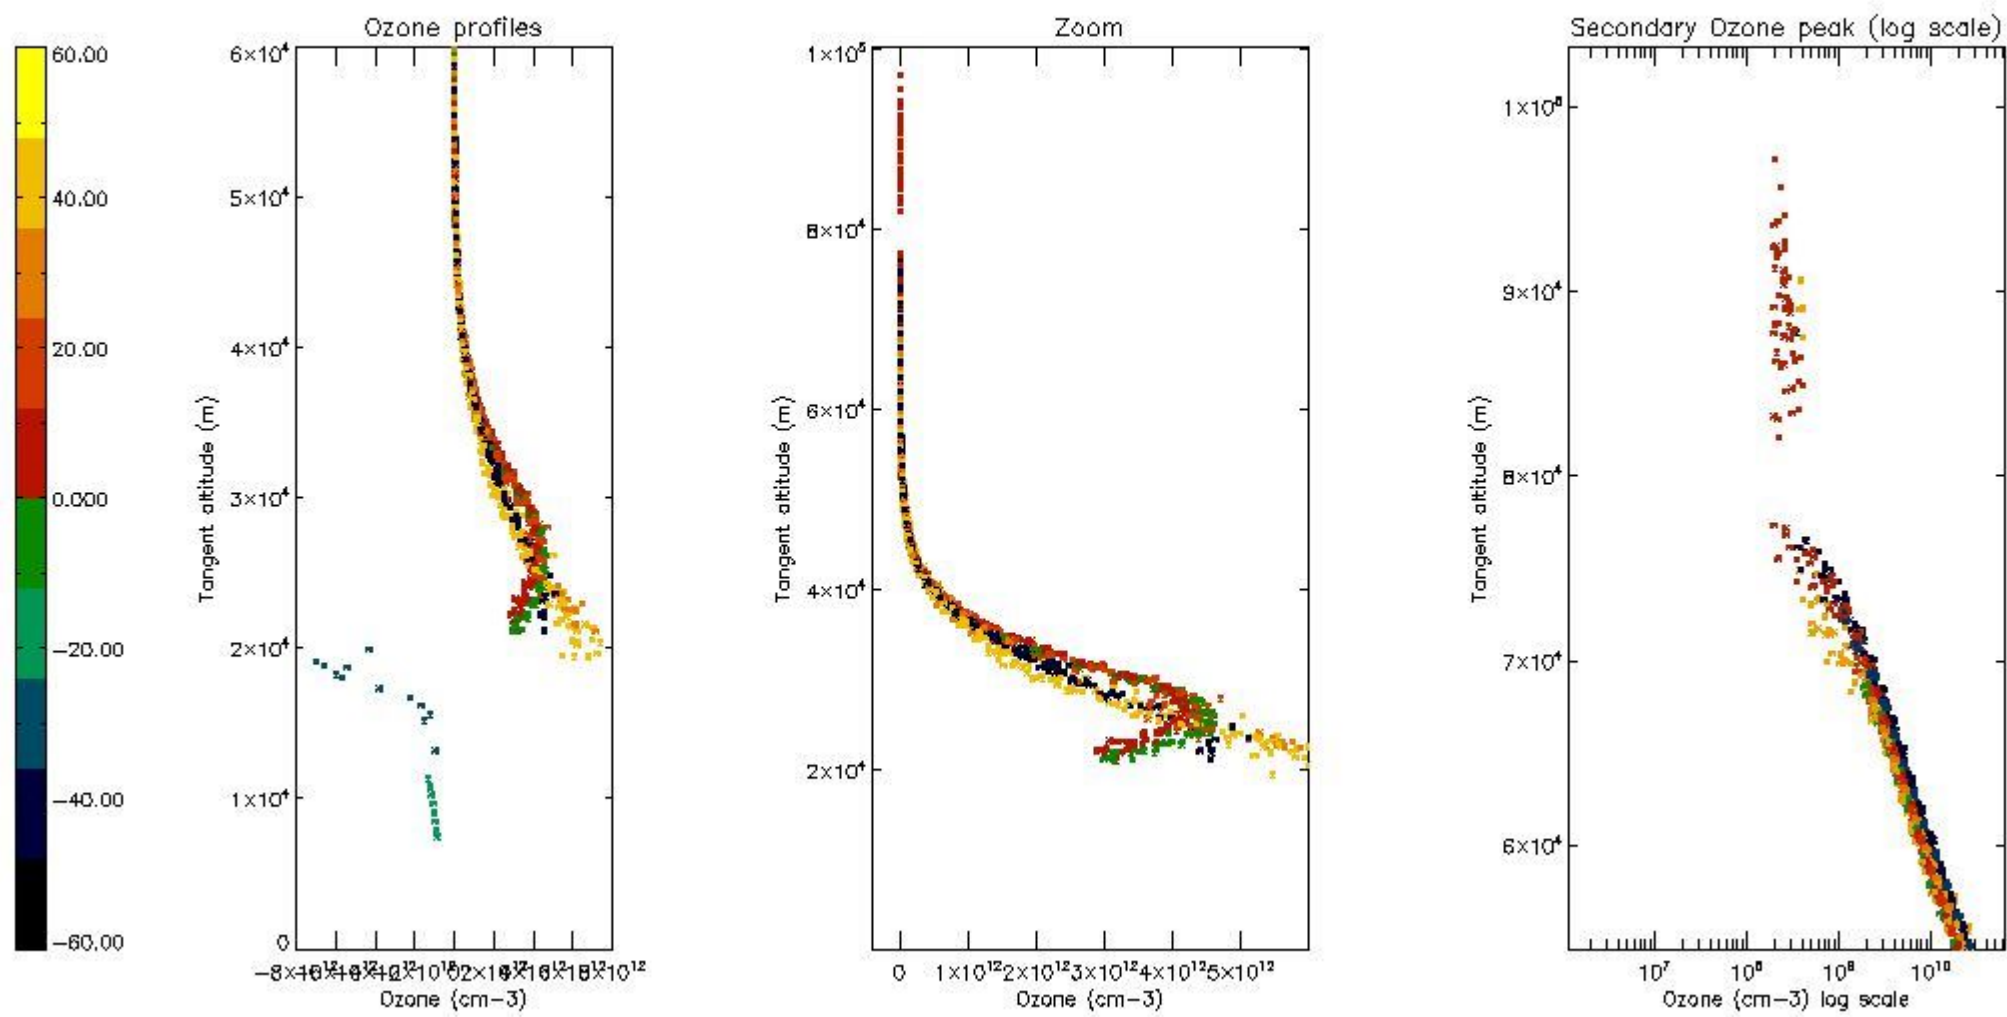 Ozone profiles
Zoom
Secondary Ozone peak (log scale)
60.00
40.00
20.00
0.000
−20.00
−40.00
−60.00
6×10⁴
5×10⁴
4×10⁴
3×10⁴
2×10⁴
1×10⁴
0
Tangent altitude (m)
Ozone (cm−3)
1×10⁵
8×10⁴
6×10⁴
4×10⁴
2×10⁴
Tangent altitude (m)
0 1×10¹² 2×10¹² 3×10¹² 4×10¹² 5×10¹²
Ozone (cm−3)
9×10⁴
8×10⁴
7×10⁴
6×10⁴
Tangent altitude (m)
10⁷ 10⁸ 10⁹ 10¹⁰
Ozone (cm−3) log scale